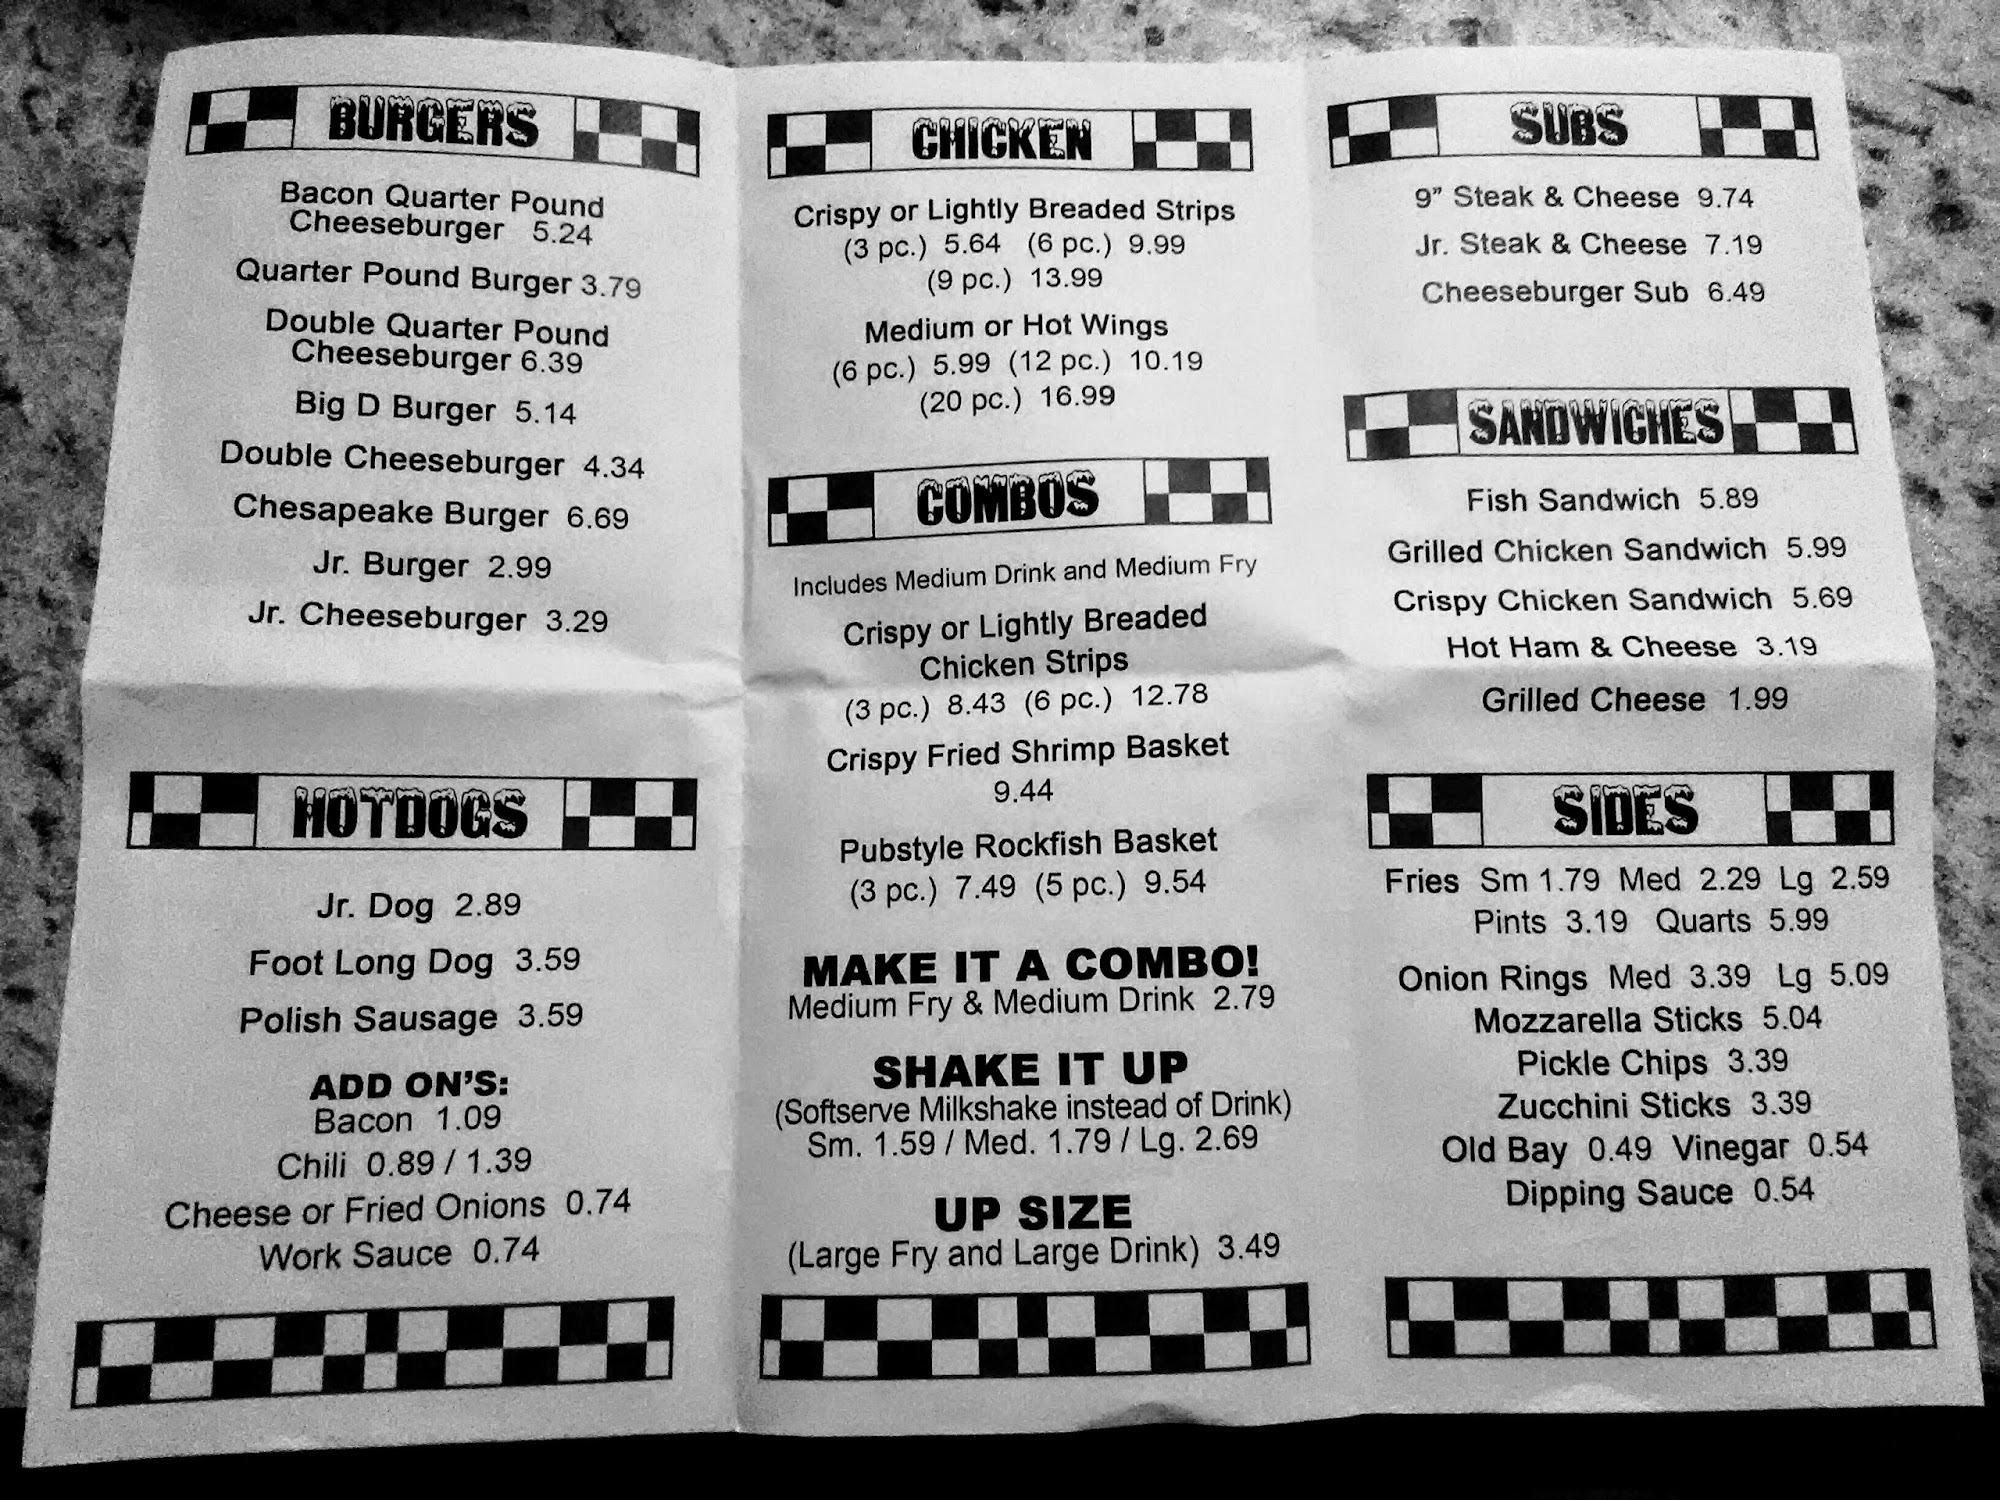 BURGERS
Bacon Quarter Pound
Cheeseburger 5.24
Quarter Pound Burger 3.79
Double Quarter Pound
Cheeseburger 6.39
Big D Burger 5.14
Double Cheeseburger 4.34
Chesapeake Burger 6.69
Jr. Burger 2.99
Jr. Cheeseburger 3.29
HOTDOGS
Jr. Dog 2.89
Foot Long Dog 3.59
Polish Sausage 3.59
ADD ON'S:
Bacon 1.09
Chili 0.89 / 1.39
Cheese or Fried Onions 0.74
Work Sauce 0.74
CHICKEN
Crispy or Lightly Breaded Strips
(3 pc.) 5.64 (6 pc.) 9.99
(9 pc.) 13.99
Medium or Hot Wings
(6 pc.) 5.99 (12 pc.) 10.19
(20 pc.) 16.99
COMBOS
Includes Medium Drink and Medium Fry
Crispy or Lightly Breaded
Chicken Strips
(3 pc.) 8.43 (6 pc.) 12.78
Crispy Fried Shrimp Basket
9.44
Pubstyle Rockfish Basket
(3 pc.) 7.49 (5 pc.) 9.54
MAKE IT A COMBO!
Medium Fry & Medium Drink 2.79
SHAKE IT UP
(Softserve Milkshake instead of Drink)
Sm. 1.59 / Med. 1.79 / Lg. 2.69
UP SIZE
(Large Fry and Large Drink) 3.49
SUBS
9” Steak & Cheese 9.74
Jr. Steak & Cheese 7.19
Cheeseburger Sub 6.49
SANDWICHES
Fish Sandwich 5.89
Grilled Chicken Sandwich 5.99
Crispy Chicken Sandwich 5.69
Hot Ham & Cheese 3.19
Grilled Cheese 1.99
SIDES
Fries Sm 1.79 Med 2.29 Lg 2.59
Pints 3.19 Quarts 5.99
Onion Rings Med 3.39 Lg 5.09
Mozzarella Sticks 5.04
Pickle Chips 3.39
Zucchini Sticks 3.39
Old Bay 0.49 Vinegar 0.54
Dipping Sauce 0.54